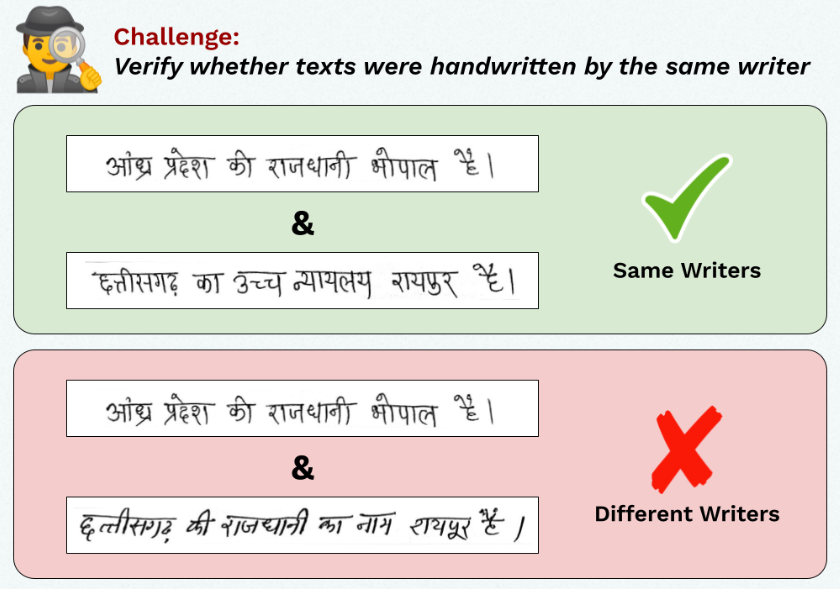 Challenge:
Verify whether texts were handwritten by the same writer
आंध्र प्रदेश की राजधानी भोपाल है।
&
Same Writers
छत्तीसगढ़ का उच्च न्यायलय रायपुर है।
आंध्र प्रदेश की राजधानी भोपाल है।
&
Different Writers
छत्तीसगढ़ की राजधानी का नाम रायपूर है।